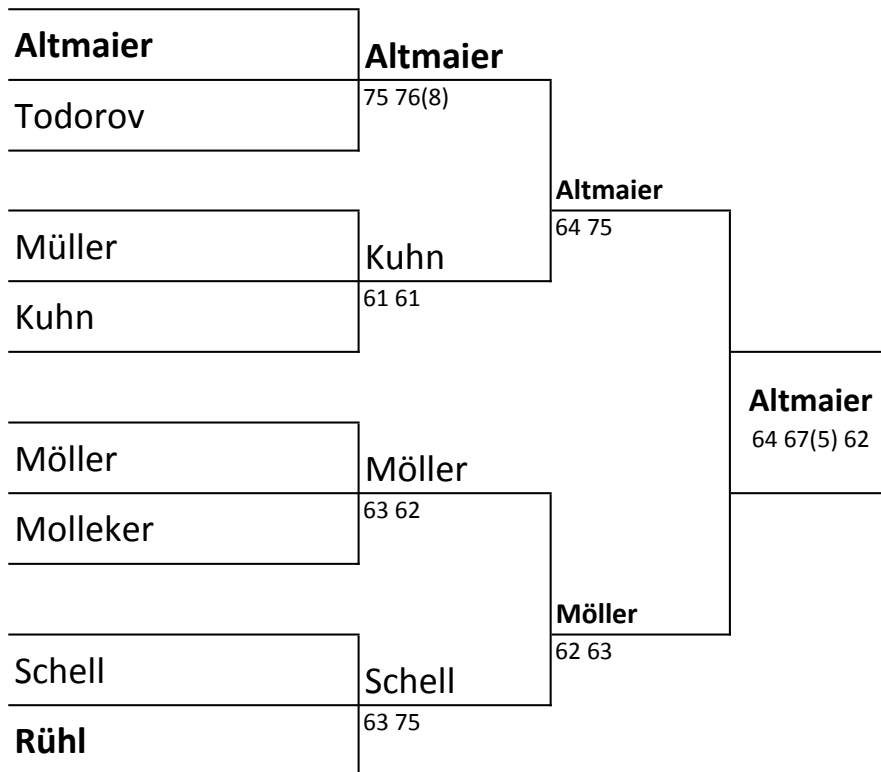 Altmaier
Altmaier
75 76(8)
Todorov
Altmaier
64 75
Müller
Kuhn
61 61
Kuhn
Altmaier
64 67(5) 62
Möller
Möller
63 62
Molleker
Möller
62 63
Schell
Schell
63 75
Rühl